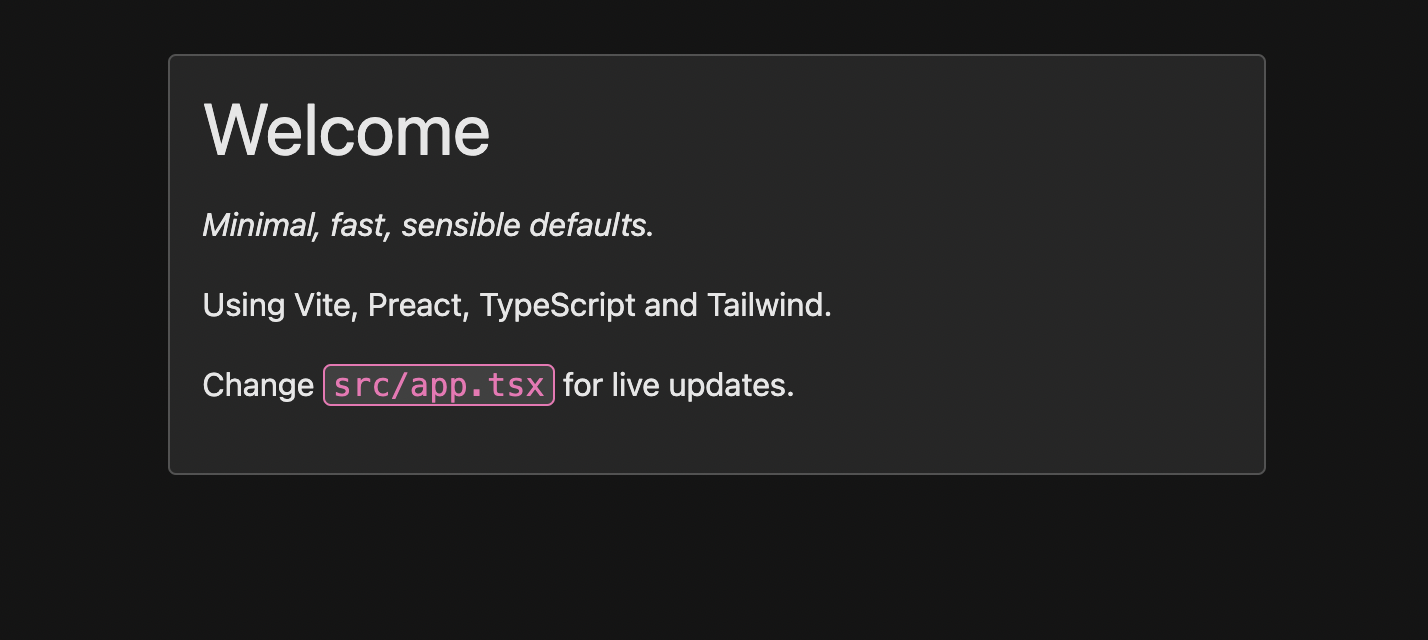 Welcome
Minimal, fast, sensible defaults.
Using Vite, Preact, TypeScript and Tailwind.
Change src/app.tsx for live updates.